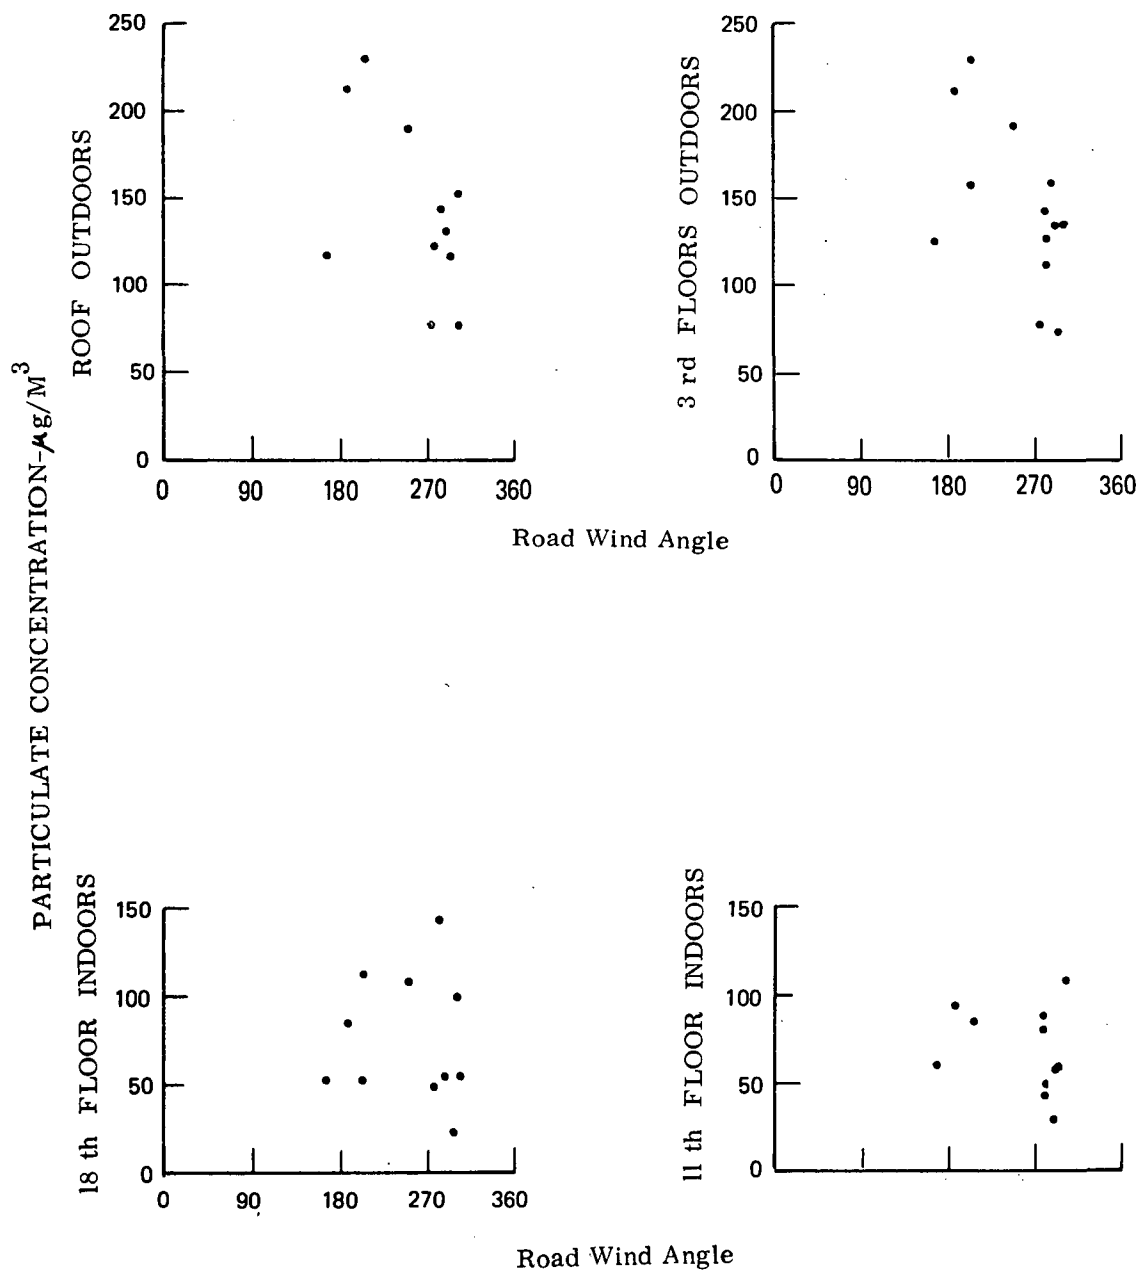 PARTICULATE CONCENTRATION-μg/M³
ROOF OUTDOORS
250
200
150
100
50
0
0 90 180 270 360
3 rd FLOORS OUTDOORS
250
200
150
100
50
0
0 90 180 270 360
Road Wind Angle
18 th FLOOR INDOORS
150
100
50
0
0 90 180 270 360
11 th FLOOR INDOORS
150
100
50
0
Road Wind Angle